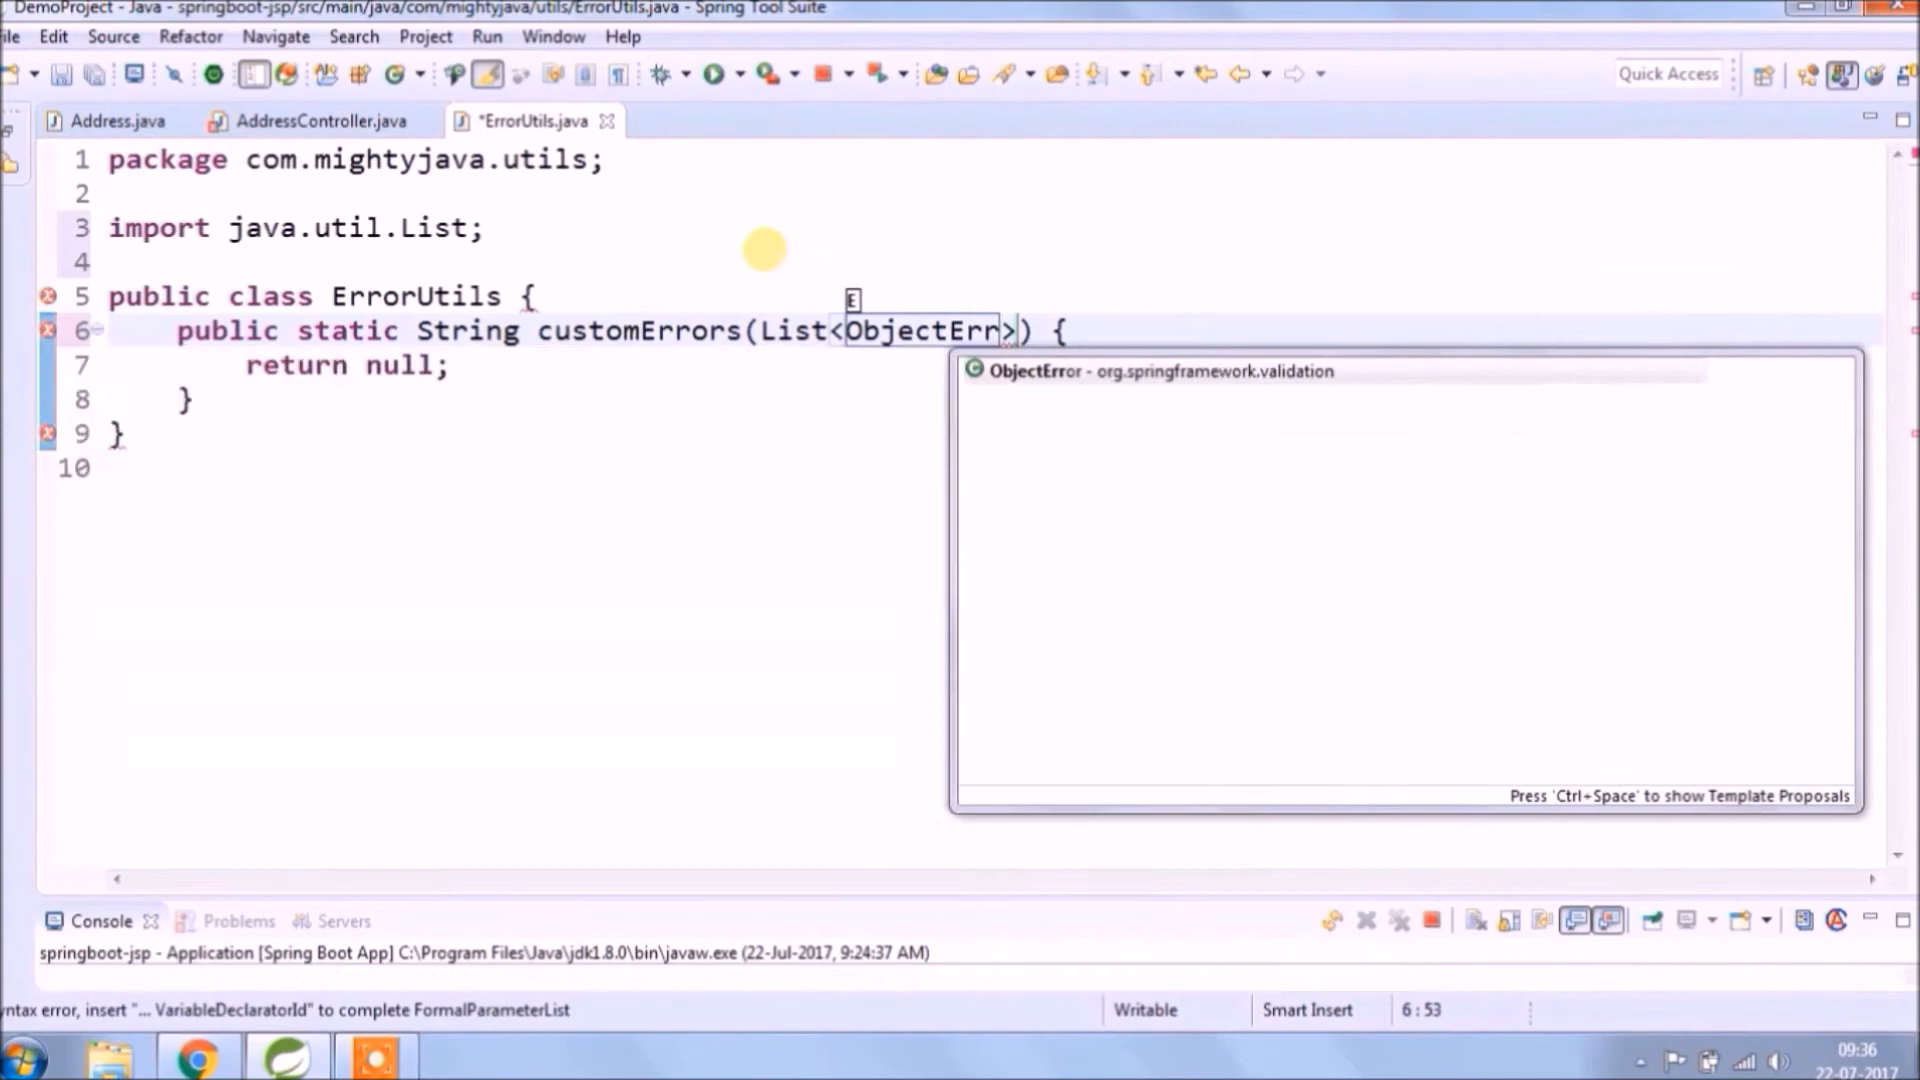 DemoProject - Java - springboot-jsp/src/main/java/com/mightyjava/utils/ErrorUtils.java - Spring Tool Suite
ile Edit Source Refactor Navigate Search Project Run Window Help
Quick Access
Address.java AddressController.java *ErrorUtils.java
1 package com.mightyjava.utils;
2
3 import java.util.List;
4
5 public class ErrorUtils {
E
6 public static String customErrors(List<ObjectErr>) {
7 return null;
8 }
9 }
10
ObjectError - org.springframework.validation
Press 'Ctrl+Space' to show Template Proposals
Console Problems Servers
springboot-jsp - Application [Spring Boot App] C:\Program Files\Java\jdk1.8.0\bin\javaw.exe (22-Jul-2017, 9:24:37 AM)
yntax error, insert "... VariableDeclaratorId" to complete FormalParameterList
Writable Smart Insert 6 : 53
09:36
22-07-2017